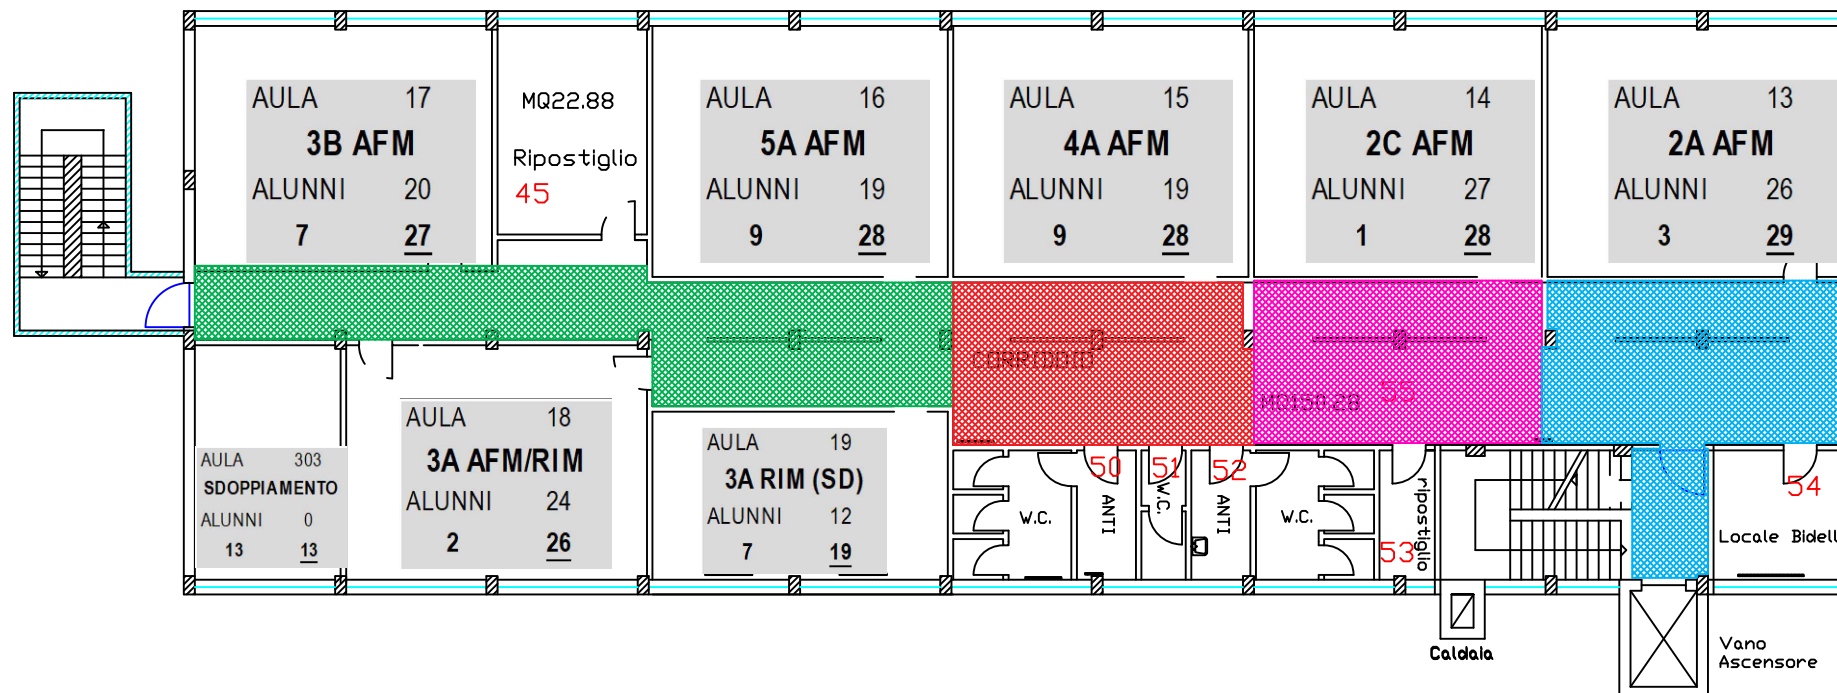 AULA 17
3B AFM
ALUNNI 20
7 27
MQ22.88
Ripostiglio
45
AULA 16
5A AFM
ALUNNI 19
9 28
AULA 15
4A AFM
ALUNNI 19
9 28
AULA 14
2C AFM
ALUNNI 27
1 28
AULA 13
2A AFM
ALUNNI 26
3 29
CORRIDOIO
MQ150.28
55
AULA 303
SDOPPIAMENTO
ALUNNI 0
13 13
AULA 18
3A AFM/RIM
ALUNNI 24
2 26
AULA 19
3A RIM (SD)
ALUNNI 12
7 19
W.C.
50
ANTI
51
W.C.
52
ANTI
W.C.
53
ripostiglio
54
Locale Bidell
Caldaia
Vano
Ascensore